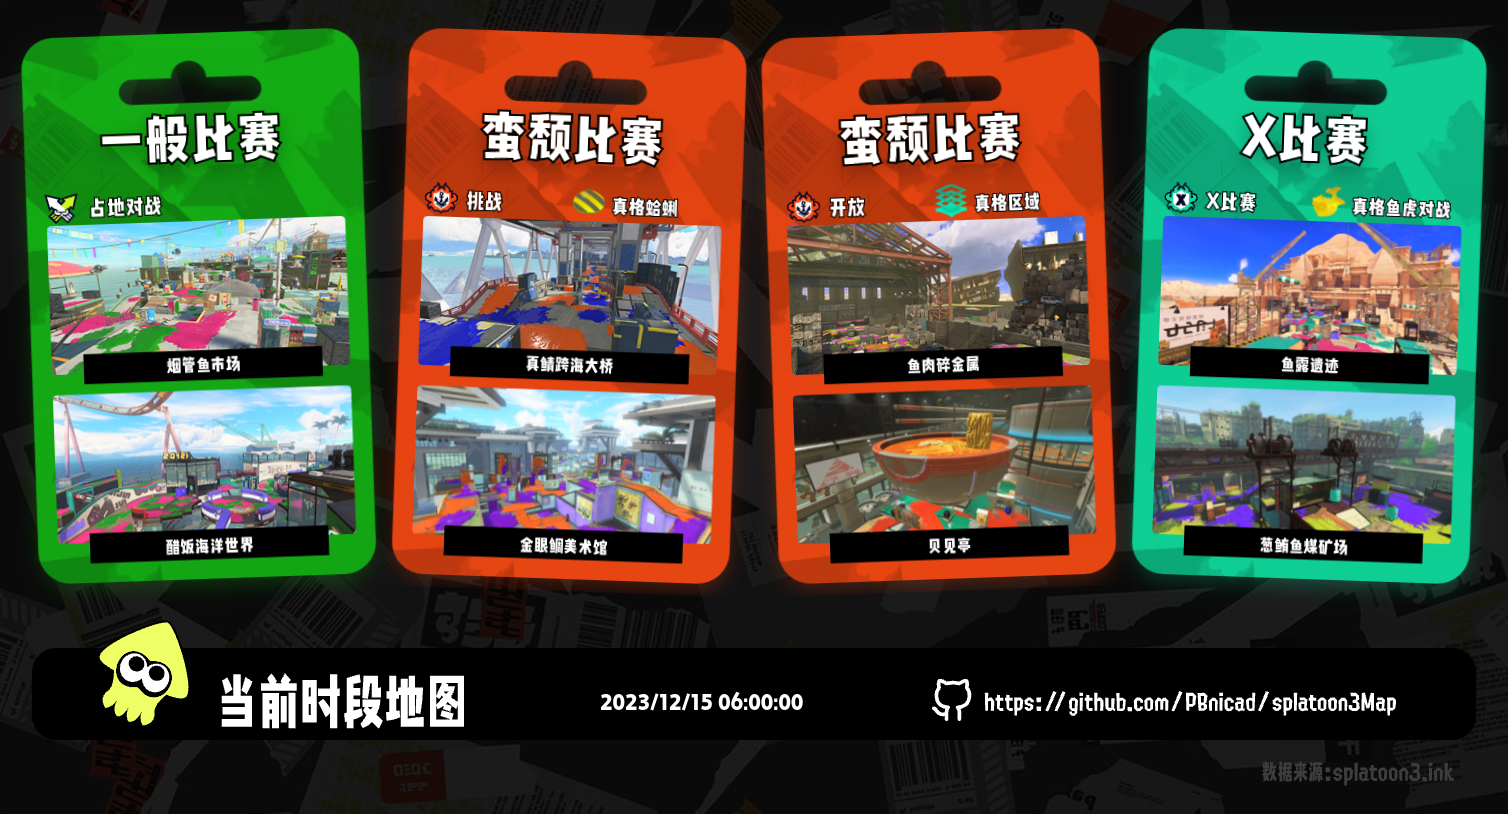 一般比赛
占地对战
烟管鱼市场
醋饭海洋世界
蛮颓比赛
挑战
真格蛤蜊
真鲭跨海大桥
金眼鲷美术馆
蛮颓比赛
开放
真格区域
鱼肉碎金属
贝见亭
X比赛
X比赛
真格鱼虎对战
鱼露遗迹
葱鲔鱼煤矿场
当前时段地图
2023/12/15 06:00:00
https://github.com/PBnicad/splatoon3Map
数据来源:splatoon3.ink